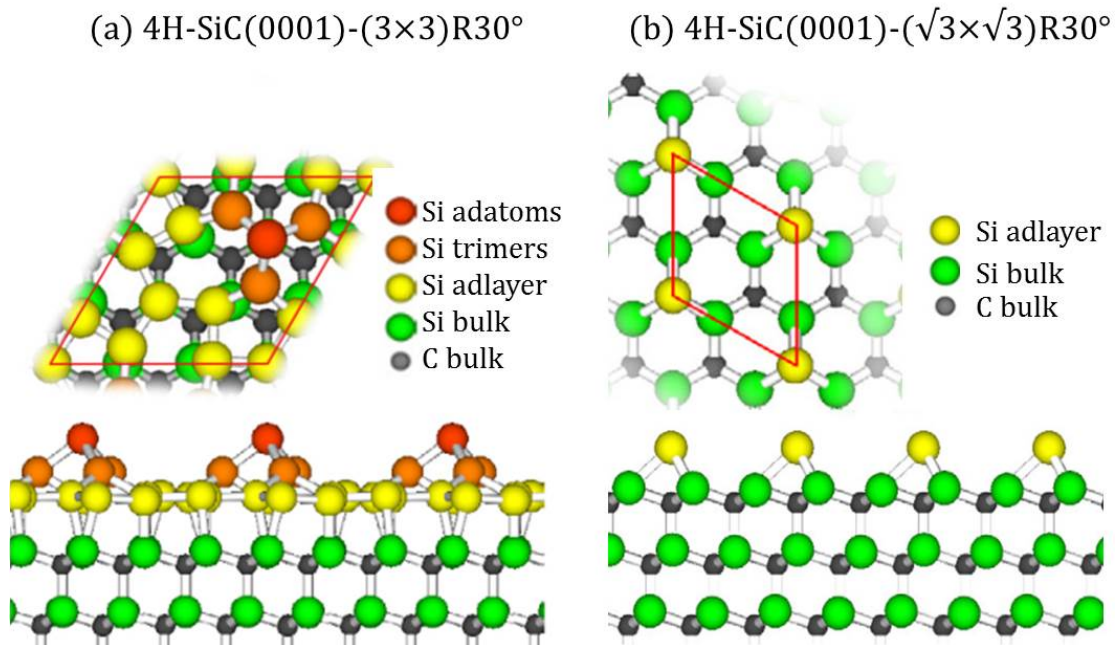 (a) 4H-SiC(0001)-(3×3)R30°
(b) 4H-SiC(0001)-(√3×√3)R30°
Si adatoms
Si trimers
Si adlayer
Si bulk
C bulk
Si adlayer
Si bulk
C bulk